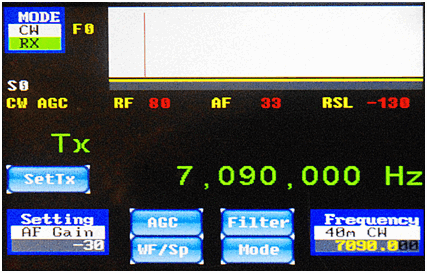 MODE
CW
RX
F0
S0
CW AGC RF 80 AF 33 RSL -130
Tx
7,090,000 Hz
SetTx
Setting
AF Gain
-30
AGC
Filter
WF/Sp
Mode
Frequency
40m CW
7090.000